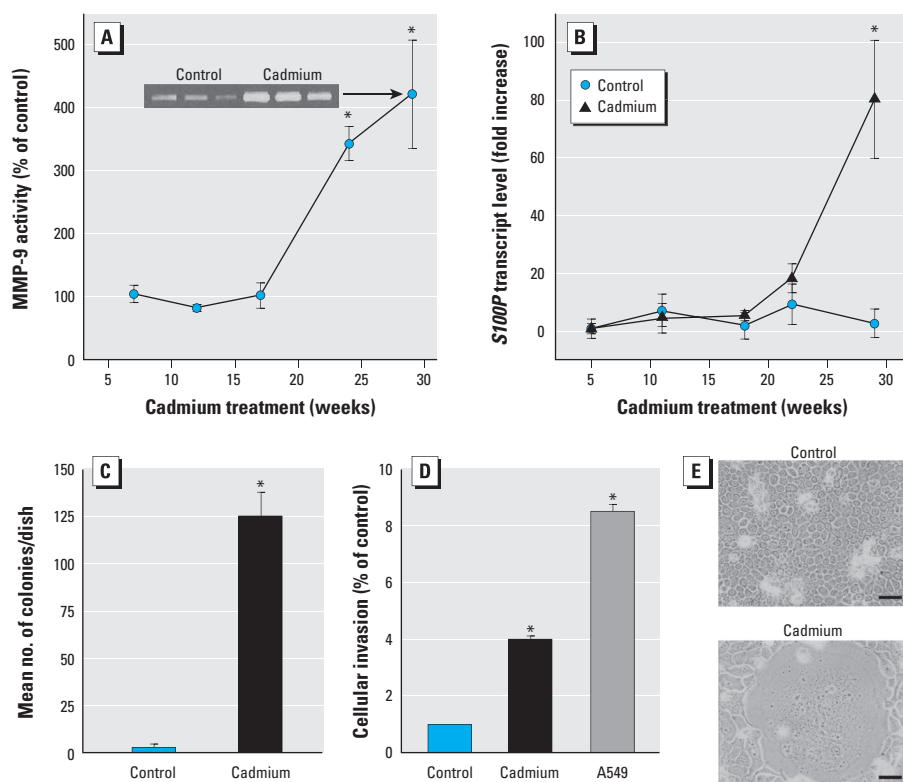 A
MMP-9 activity (% of control)
500
400
300
200
100
0
Control Cadmium
*
*
5 10 15 20 25 30
Cadmium treatment (weeks)
B
S100P transcript level (fold increase)
100
80
60
40
20
0
Control
Cadmium
*
5 10 15 20 25 30
Cadmium treatment (weeks)
C
Mean no. of colonies/dish
150
125
100
75
50
25
0
*
Control Cadmium
D
Cellular invasion (% of control)
10
8
6
4
2
0
*
*
Control Cadmium A549
E
Control
Cadmium